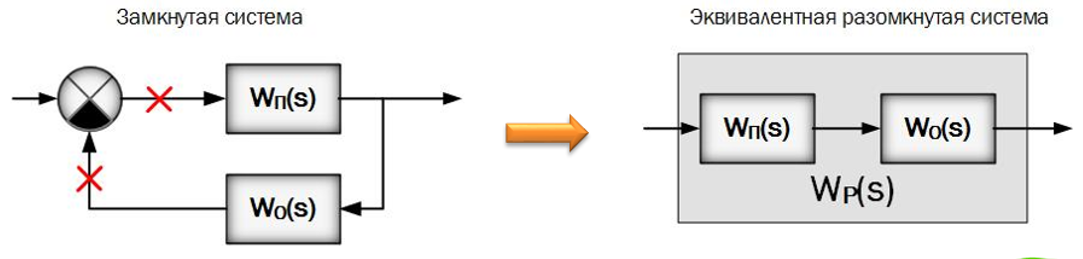 Замкнутая система
Эквивалентная разомкнутая система
WП(s)
WО(s)
WП(s)
WО(s)
WР(s)